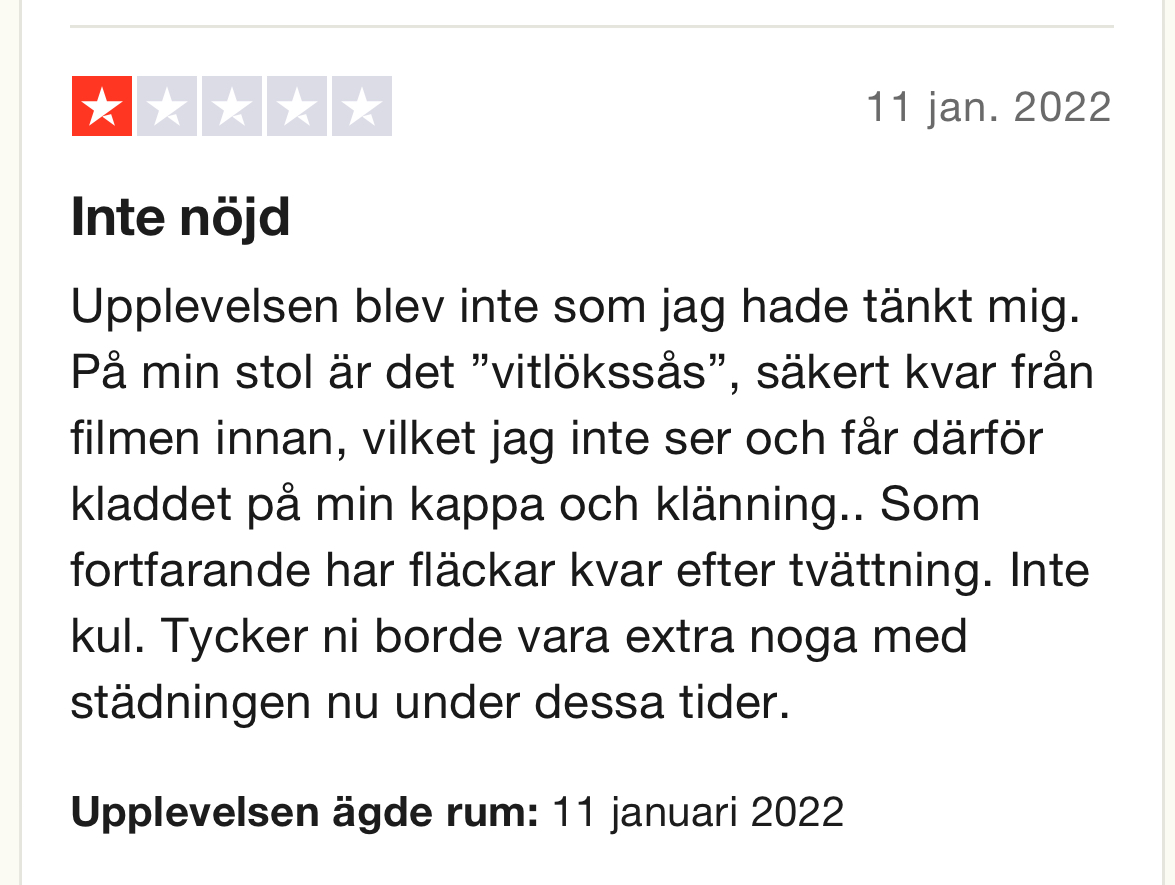 11 jan. 2022
Inte nöjd
Upplevelsen blev inte som jag hade tänkt mig.
På min stol är det ”vitlökssås”, säkert kvar från
filmen innan, vilket jag inte ser och får därför
kladdet på min kappa och klänning.. Som
fortfarande har fläckar kvar efter tvättning. Inte
kul. Tycker ni borde vara extra noga med
städningen nu under dessa tider.
Upplevelsen ägde rum: 11 januari 2022